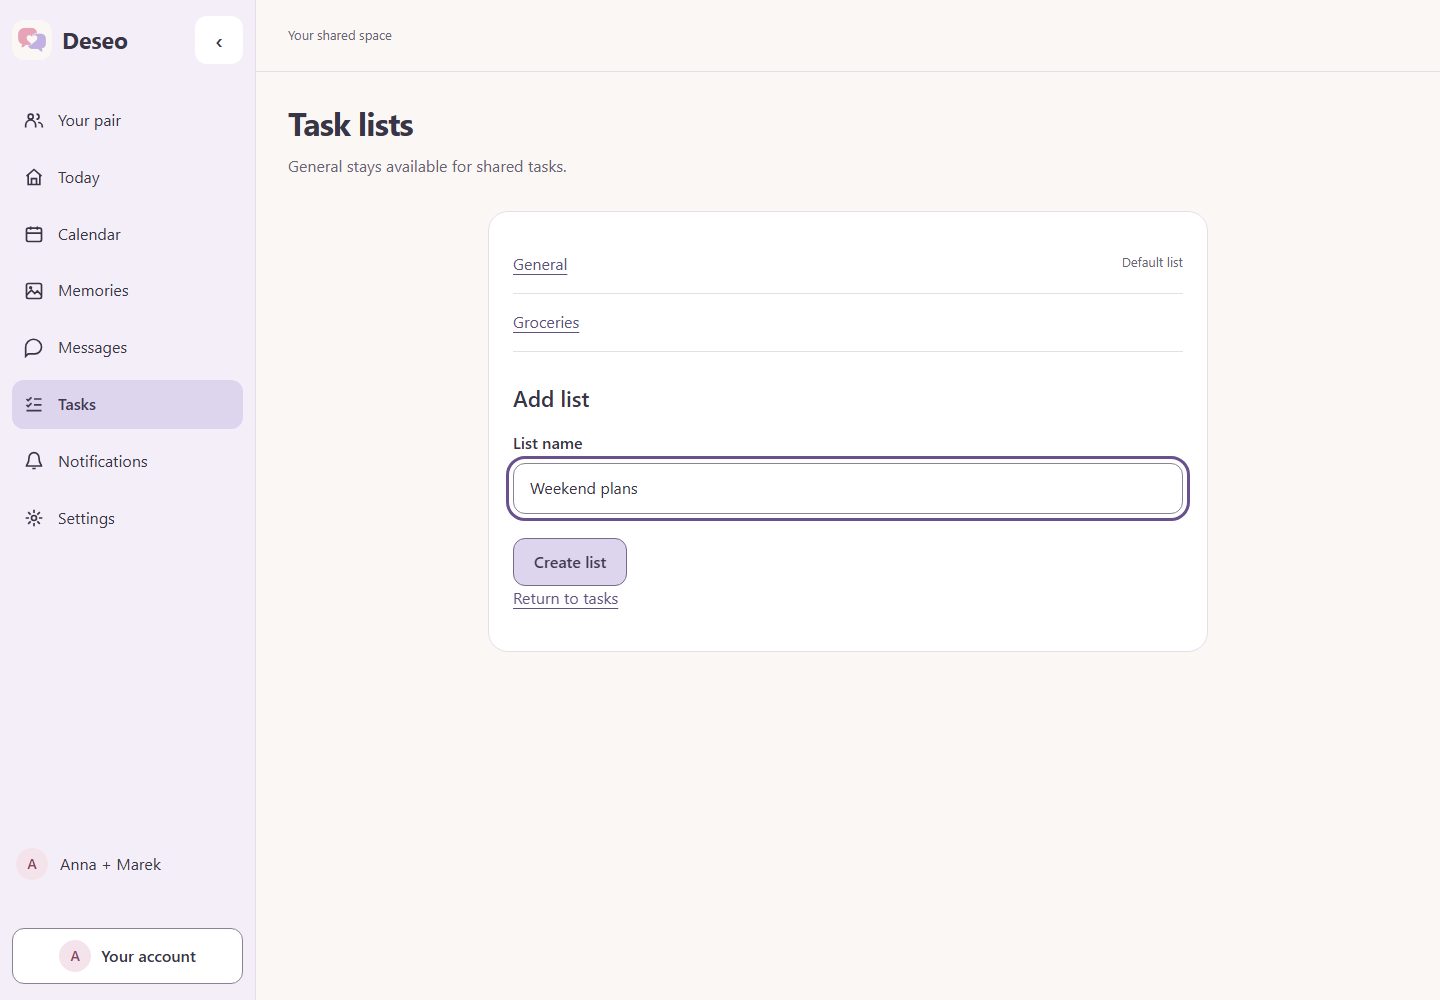 Deseo
‹
Your pair
Today
Calendar
Memories
Messages
Tasks
Notifications
Settings
A Anna + Marek
A Your account
Your shared space
Task lists
General stays available for shared tasks.
General Default list
Groceries
Add list
List name
Weekend plans
Create list
Return to tasks